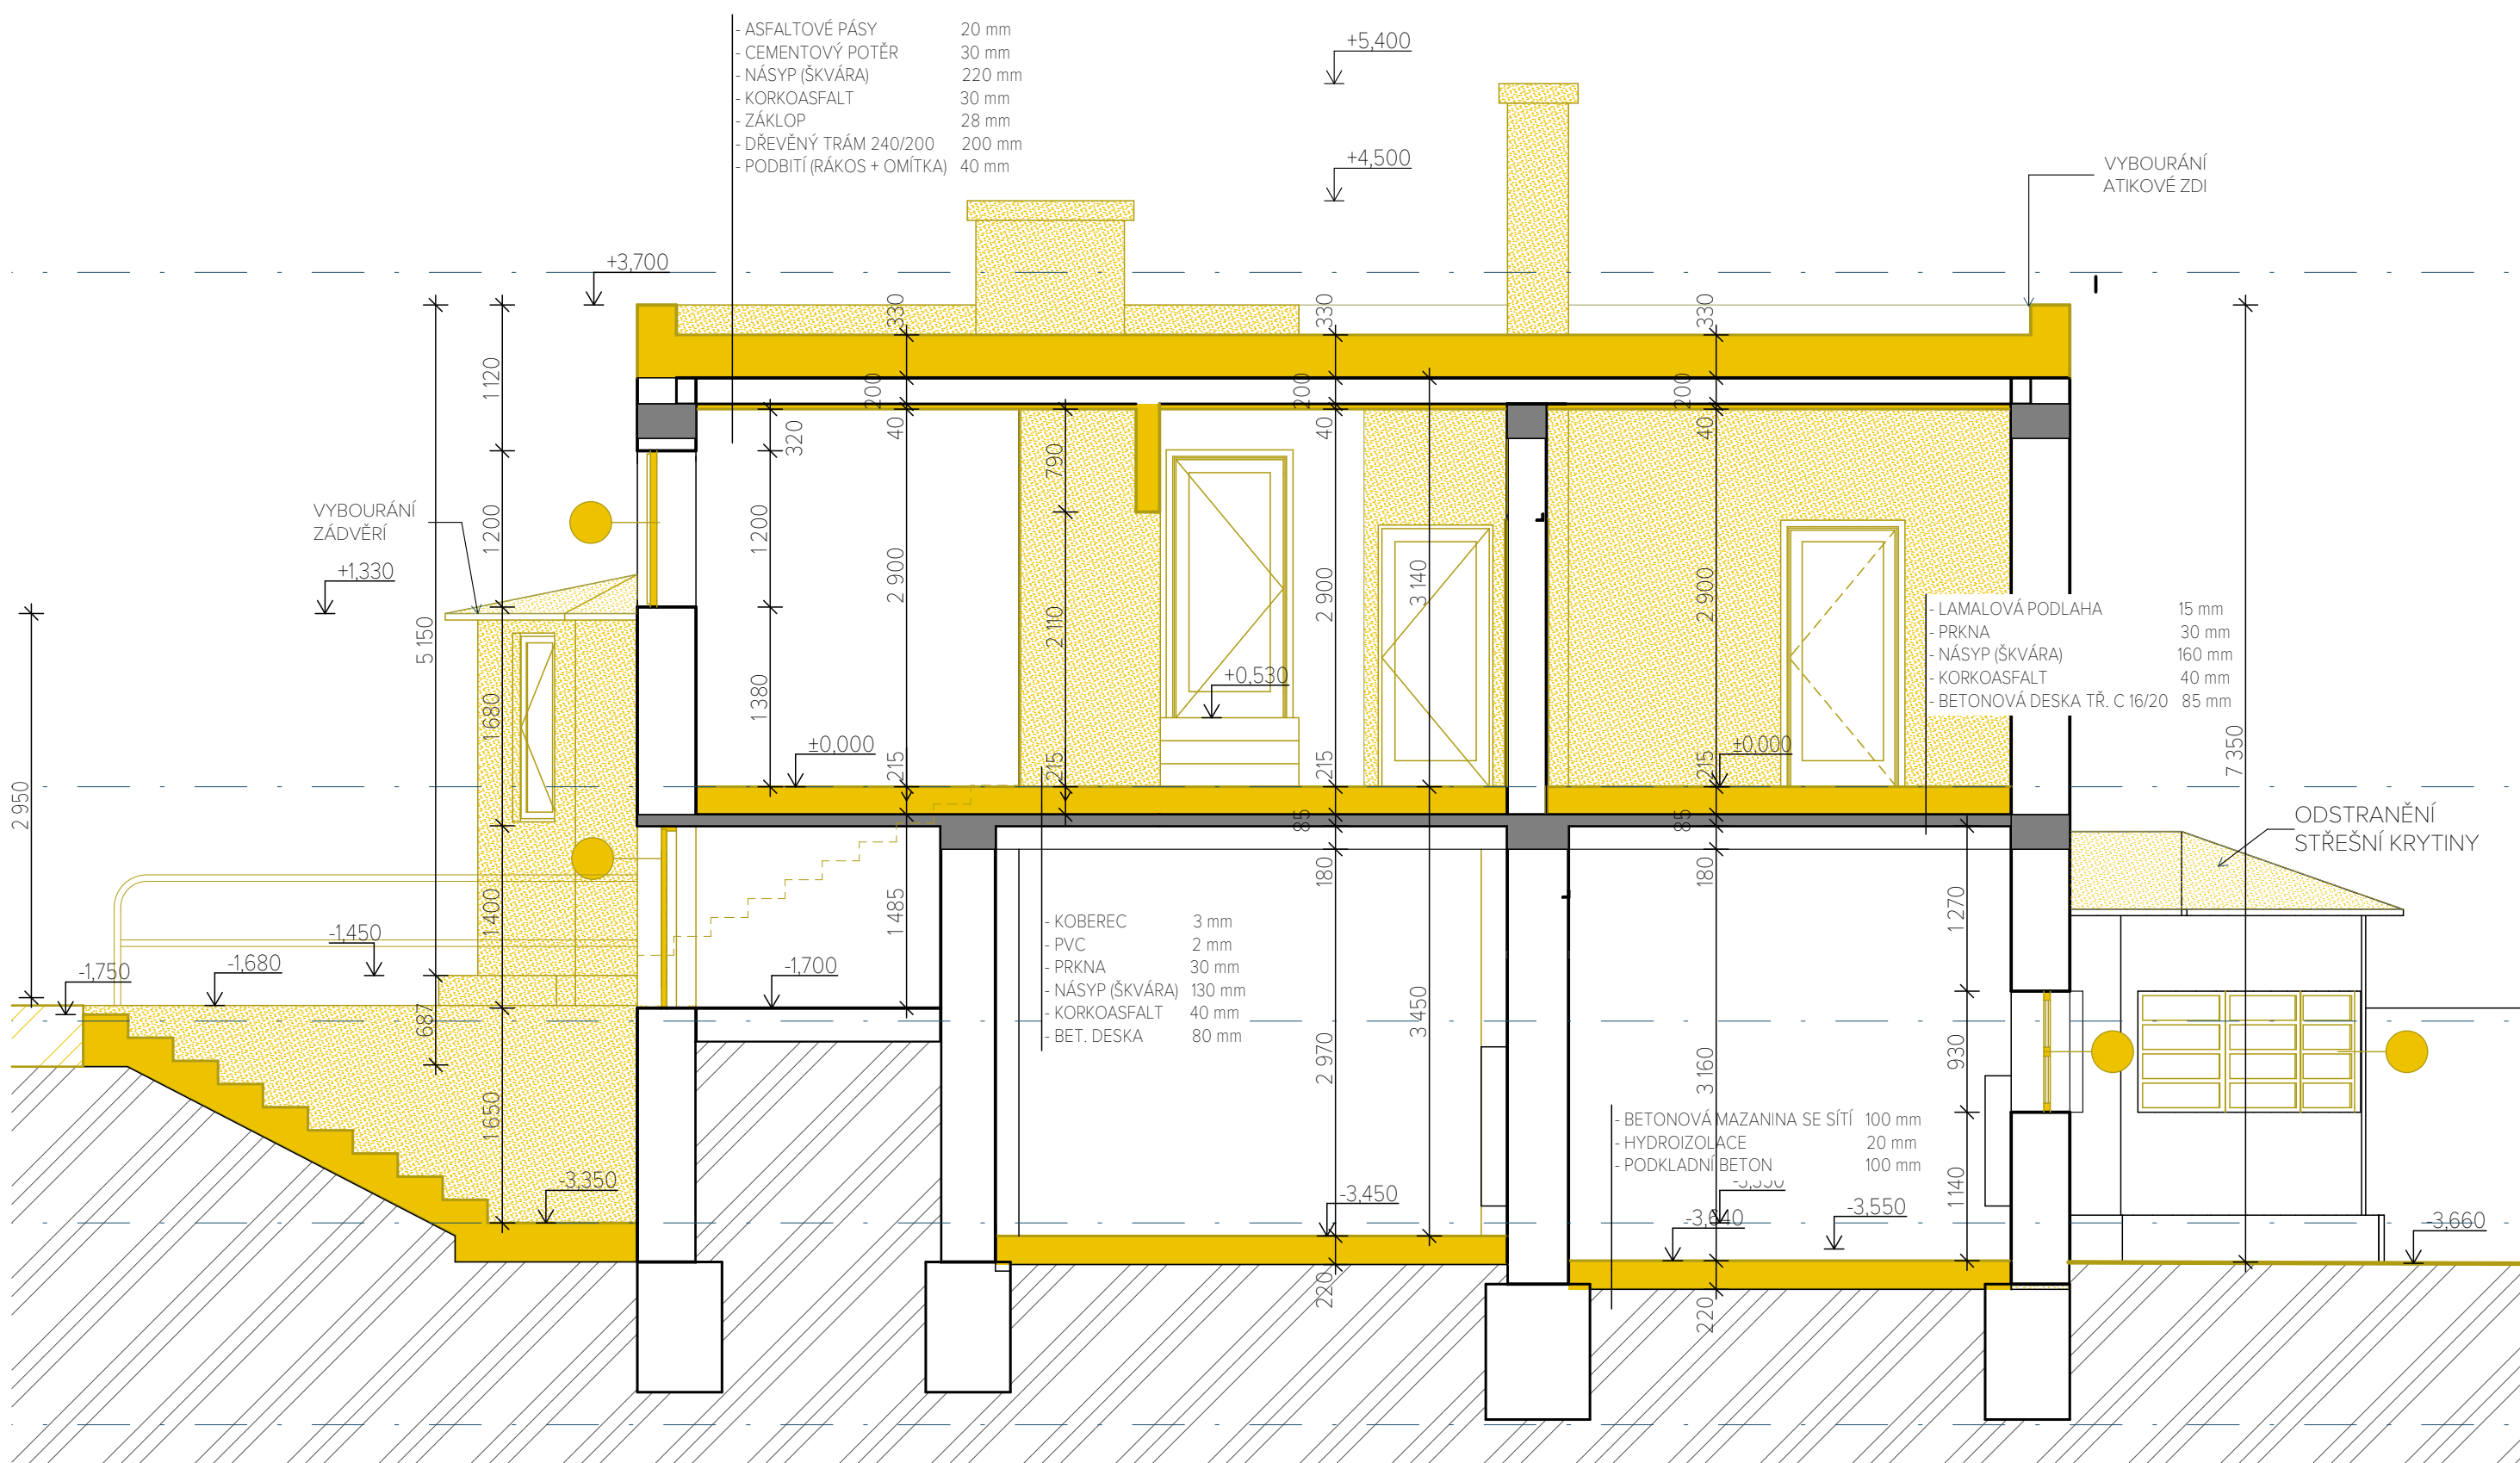 - ASFALTOVÉ PÁSY 20 mm
- CEMENTOVÝ POTĚR 30 mm
- NÁSYP (ŠKVÁRA) 220 mm
- KORKOASFALT 30 mm
- ZÁKLOP 28 mm
- DŘEVĚNÝ TRÁM 240/200 200 mm
- PODBITÍ (RÁKOS + OMÍTKA) 40 mm
+5,400
+4,500
VYBOURÁNÍ
ATIKOVÉ ZDI
+3,700
330
330
330
1120
200
200
200
40
40
40
320
790
VYBOURÁNÍ
ZÁDVEŘÍ
1200
1200
2 900
2 900
3 140
2 900
+1,330
5 150
2 110
- LAMALOVÁ PODLAHA 15 mm
- PRKNA 30 mm
- NÁSYP (ŠKVÁRA) 160 mm
- KORKOASFALT 40 mm
- BETONOVÁ DESKA TŘ. C 16/20 85 mm
+0,530
1680
1380
±0,000
±0,000
215
215
215
215
7 350
2 950
85
85
ODSTRANĚNÍ
STŘEŠNÍ KRYTINY
180
180
1400
1485
1270
- KOBEREC 3 mm
- PVC 2 mm
- PRKNA 30 mm
- NÁSYP (ŠKVÁRA) 130 mm
- KORKOASFALT 40 mm
- BET. DESKA 80 mm
-1,450
-1,680
-1,750
-1,700
687
3 450
2 970
3 160
930
1650
- BETONOVÁ MAZANINA SE SÍTÍ 100 mm
- HYDROIZOLACE 20 mm
- PODKLADNÍ BETON 100 mm
-3,350
-3,450
1140
-3,550
-3,640
-3,660
220
220